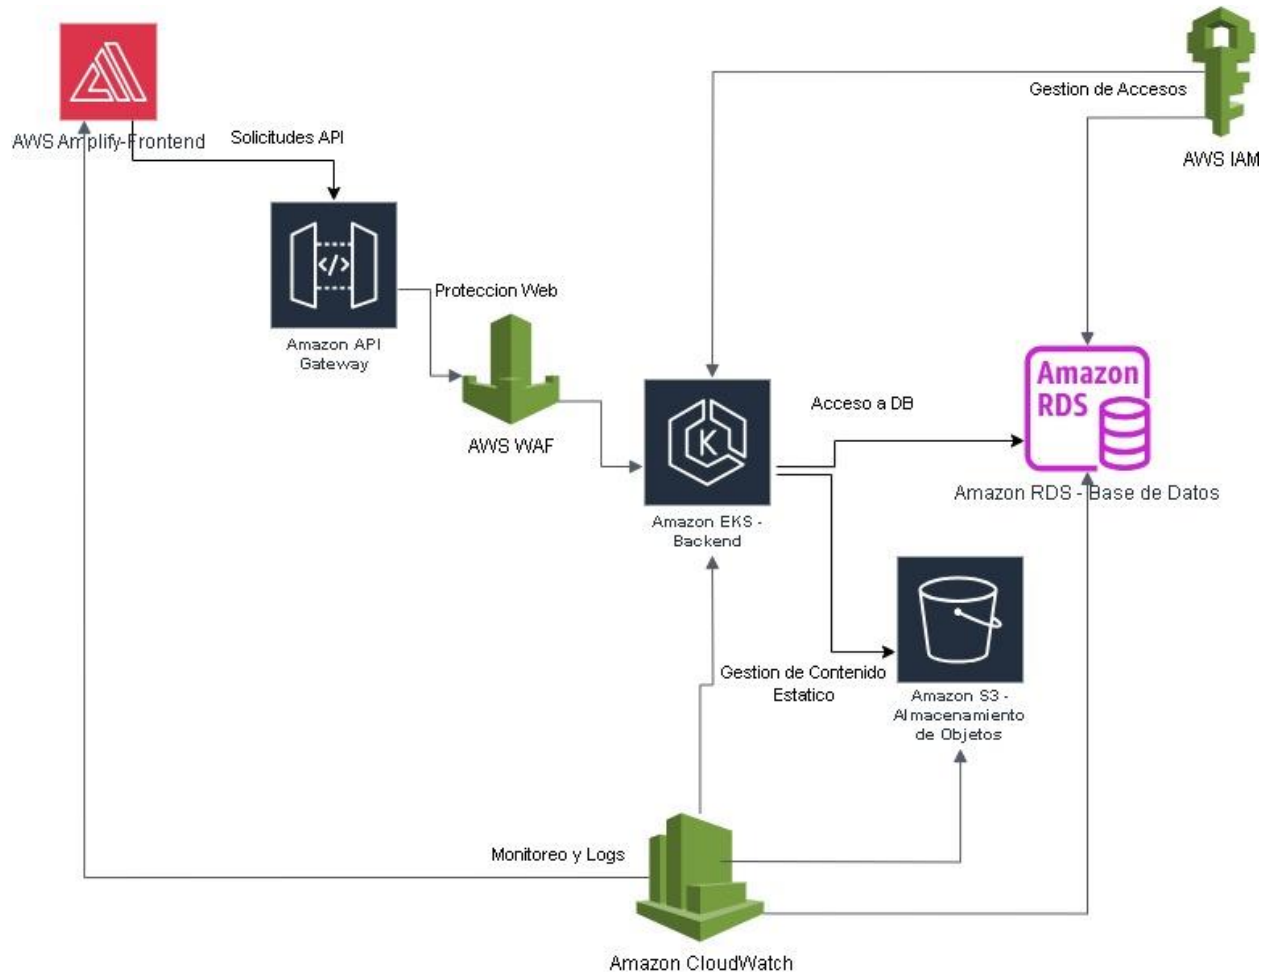 Gestion de Accesos
AWS Amplify-Frontend
Solicitudes API
AWS IAM
</>
Proteccion Web
Amazon API
Gateway
Amazon
RDS
Acceso a DB
K
AWS WAF
Amazon RDS - Base de Datos
Amazon EKS -
Backend
Gestion de Contenido
Estatico
Amazon S3 -
Almacenamiento
de Objetos
Monitoreo y Logs
Amazon CloudWatch